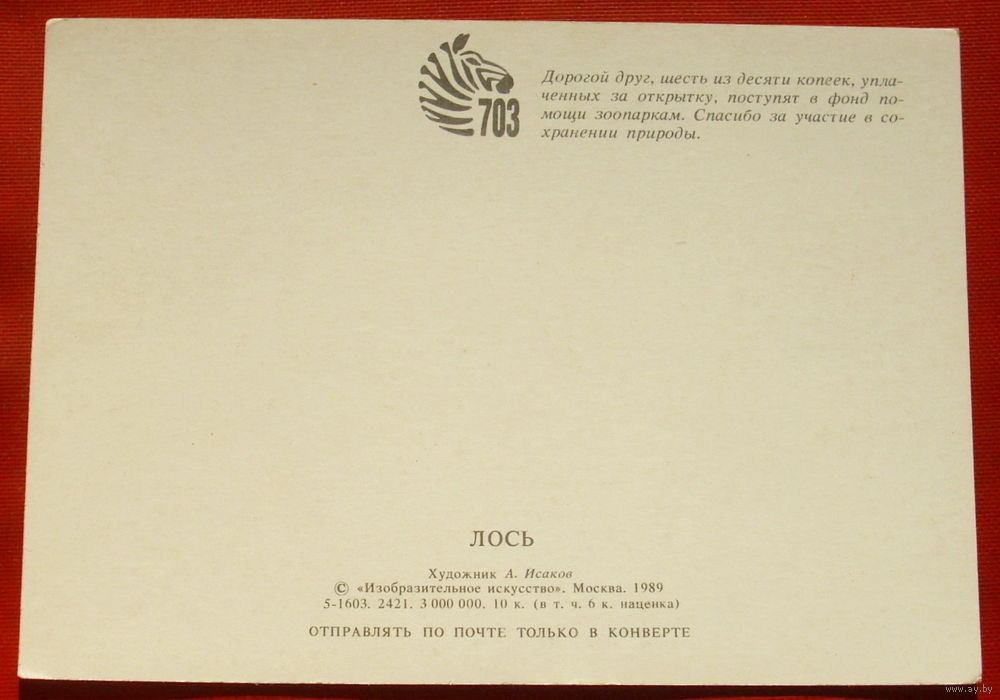 703
Дорогой друг, шесть из десяти копеек, упла-
ченных за открытку, поступят в фонд по-
мощи зоопаркам. Спасибо за участие в со-
хранении природы.
ЛОСЬ
Художник А. Исаков
© «Изобразительное искусство». Москва. 1989
5-1603. 2421. 3 000 000. 10 к. (в т. ч. 6 к. наценка)
ОТПРАВЛЯТЬ ПО ПОЧТЕ ТОЛЬКО В КОНВЕРТЕ
www.ay.by